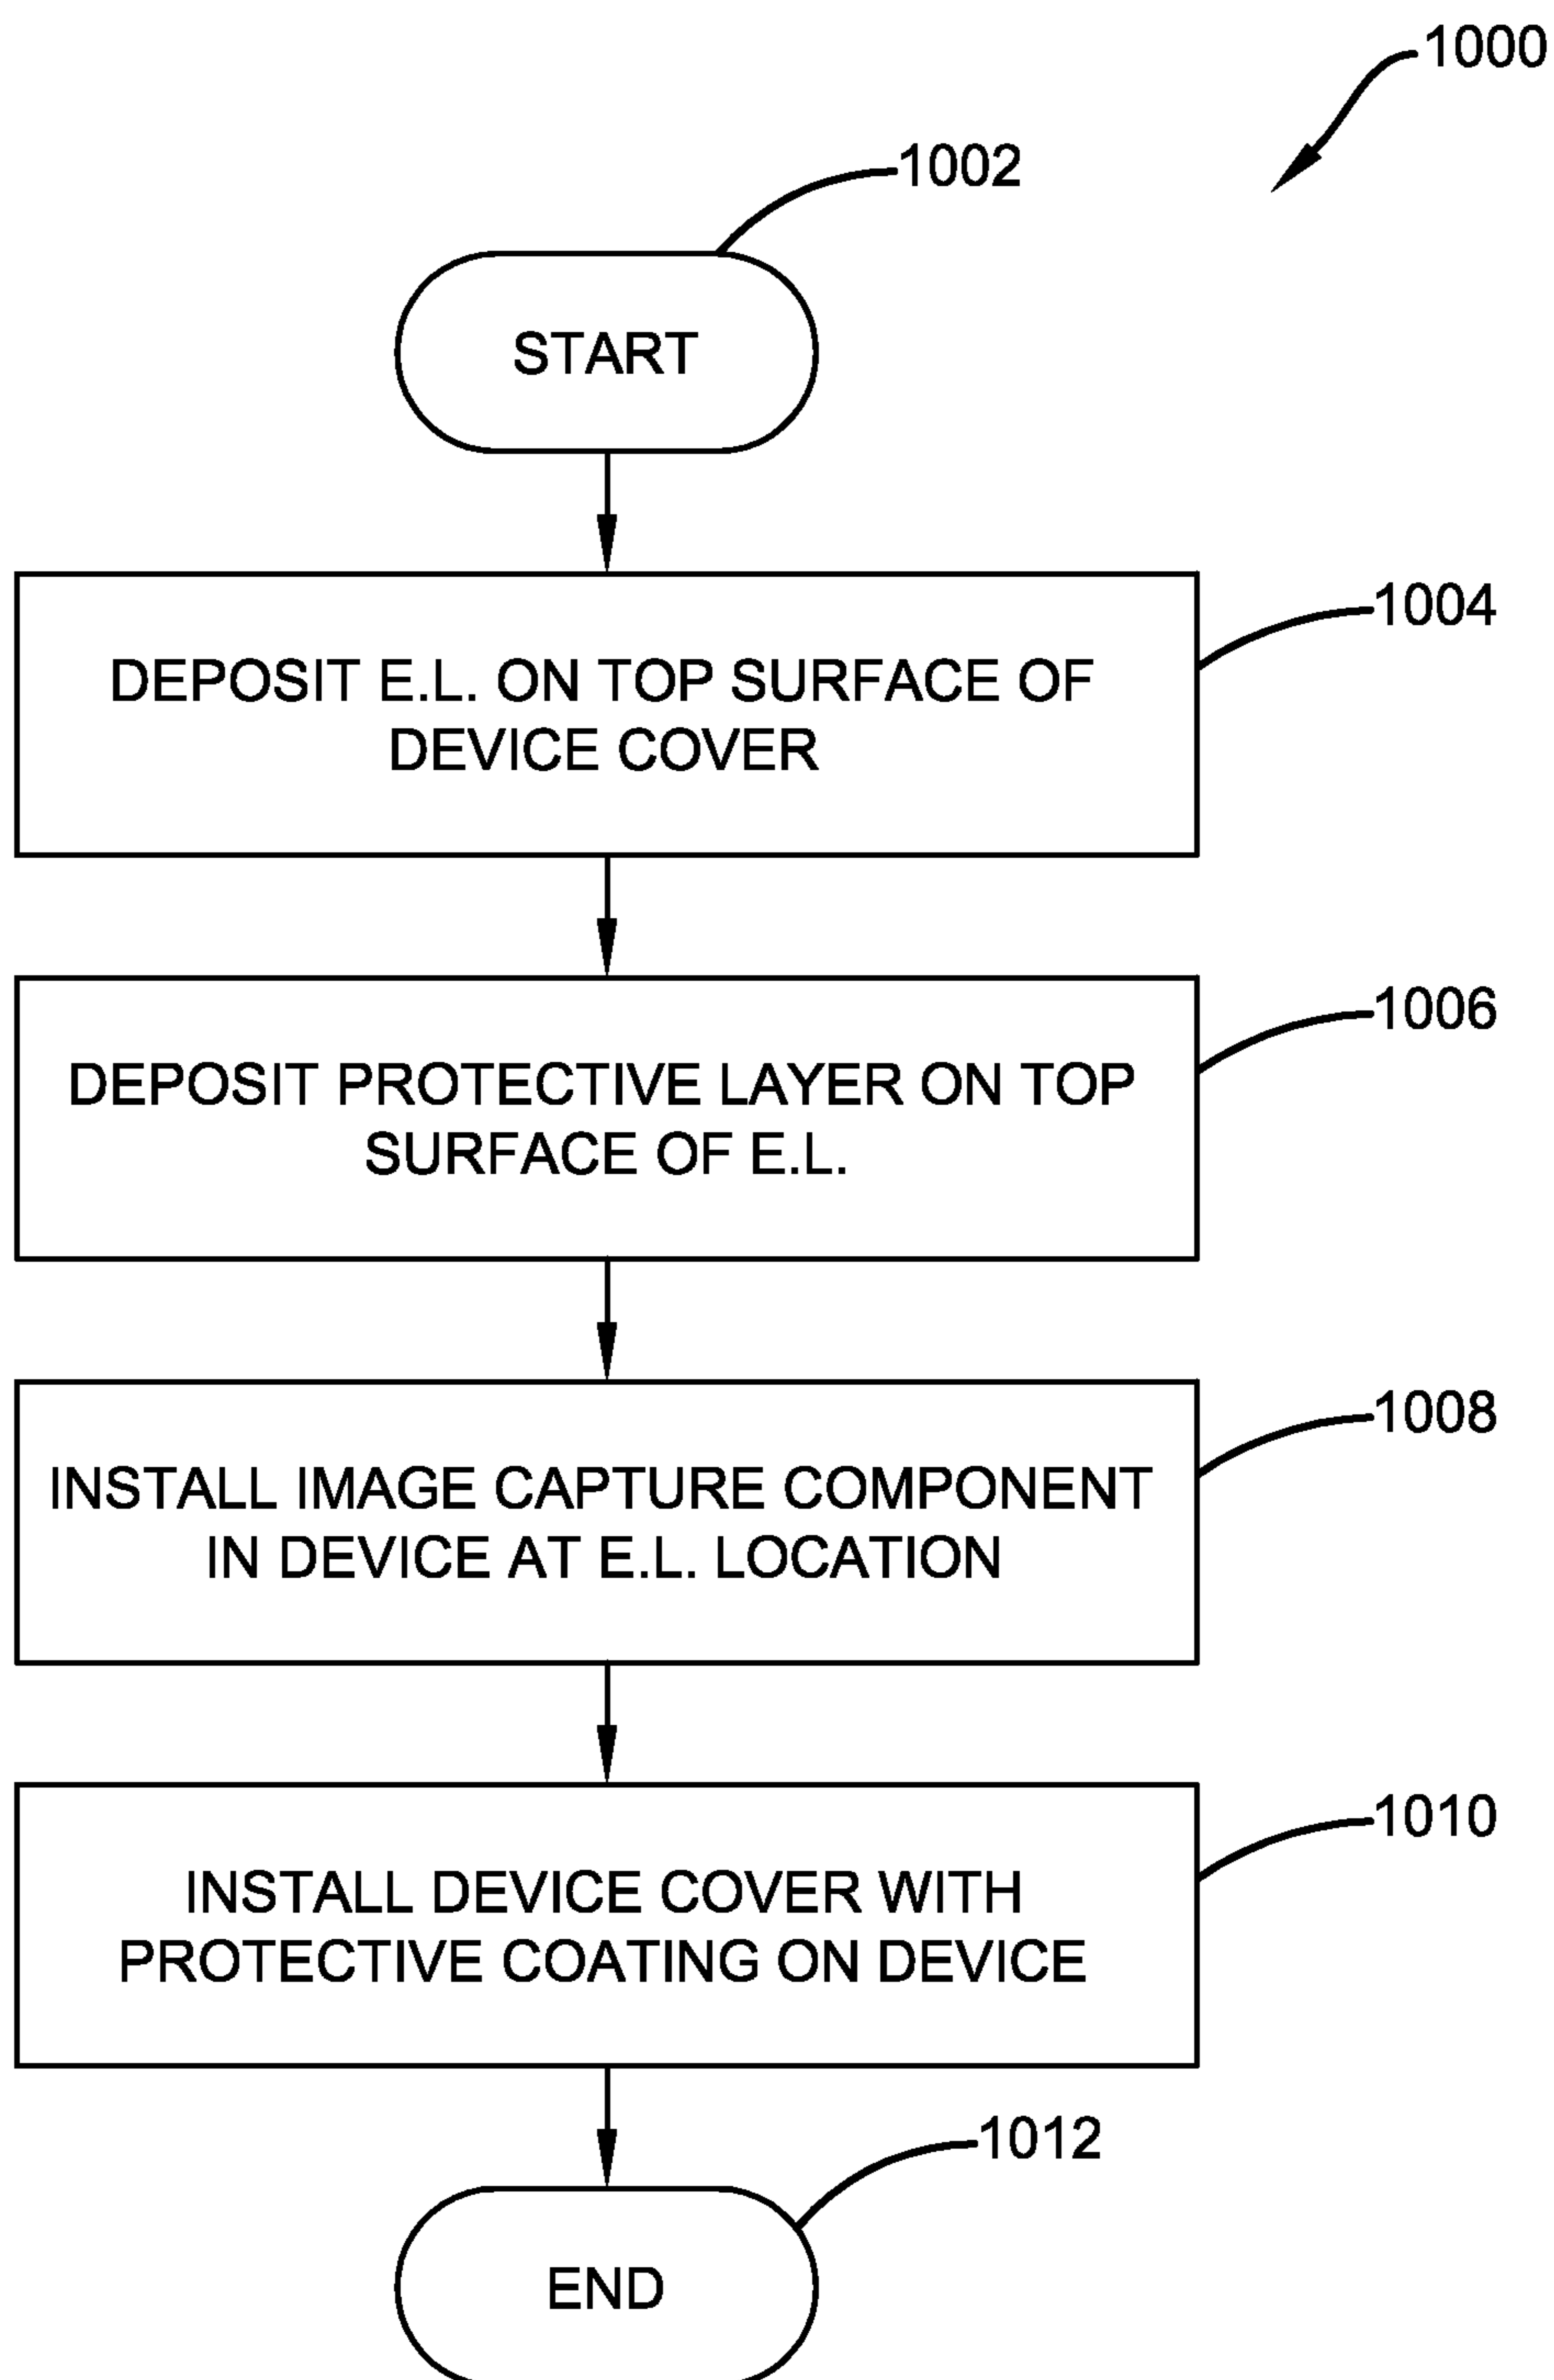 1000
1002
START
1004
DEPOSIT E.L. ON TOP SURFACE OF
DEVICE COVER
1006
DEPOSIT PROTECTIVE LAYER ON TOP
SURFACE OF E.L.
1008
INSTALL IMAGE CAPTURE COMPONENT
IN DEVICE AT E.L. LOCATION
1010
INSTALL DEVICE COVER WITH
PROTECTIVE COATING ON DEVICE
1012
END